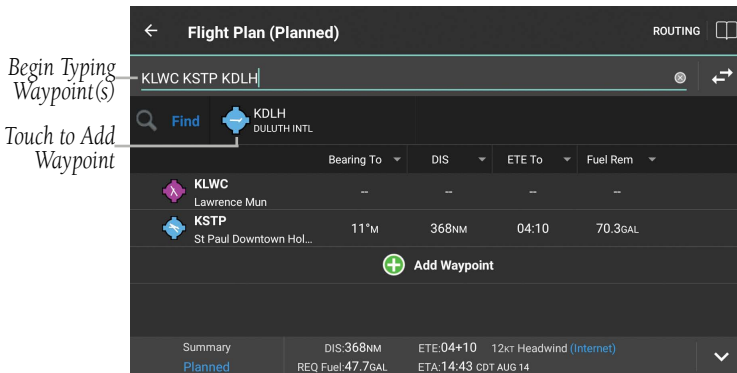 Flight Plan (Planned) ROUTING
Begin Typing
Waypoint(s)
KLWC KSTP KDLH
Touch to Add
Waypoint
Find KDLH
DULUTH INTL
Bearing To DIS ETE To Fuel Rem
KLWC
Lawrence Mun
-- -- -- --
KSTP
St Paul Downtown Hol...
11°M 368NM 04:10 70.3GAL
Add Waypoint
Summary DIS:368NM ETE:04+10 12KT Headwind (Internet)
Planned REQ Fuel:47.7GAL ETA:14:43 CDT AUG 14